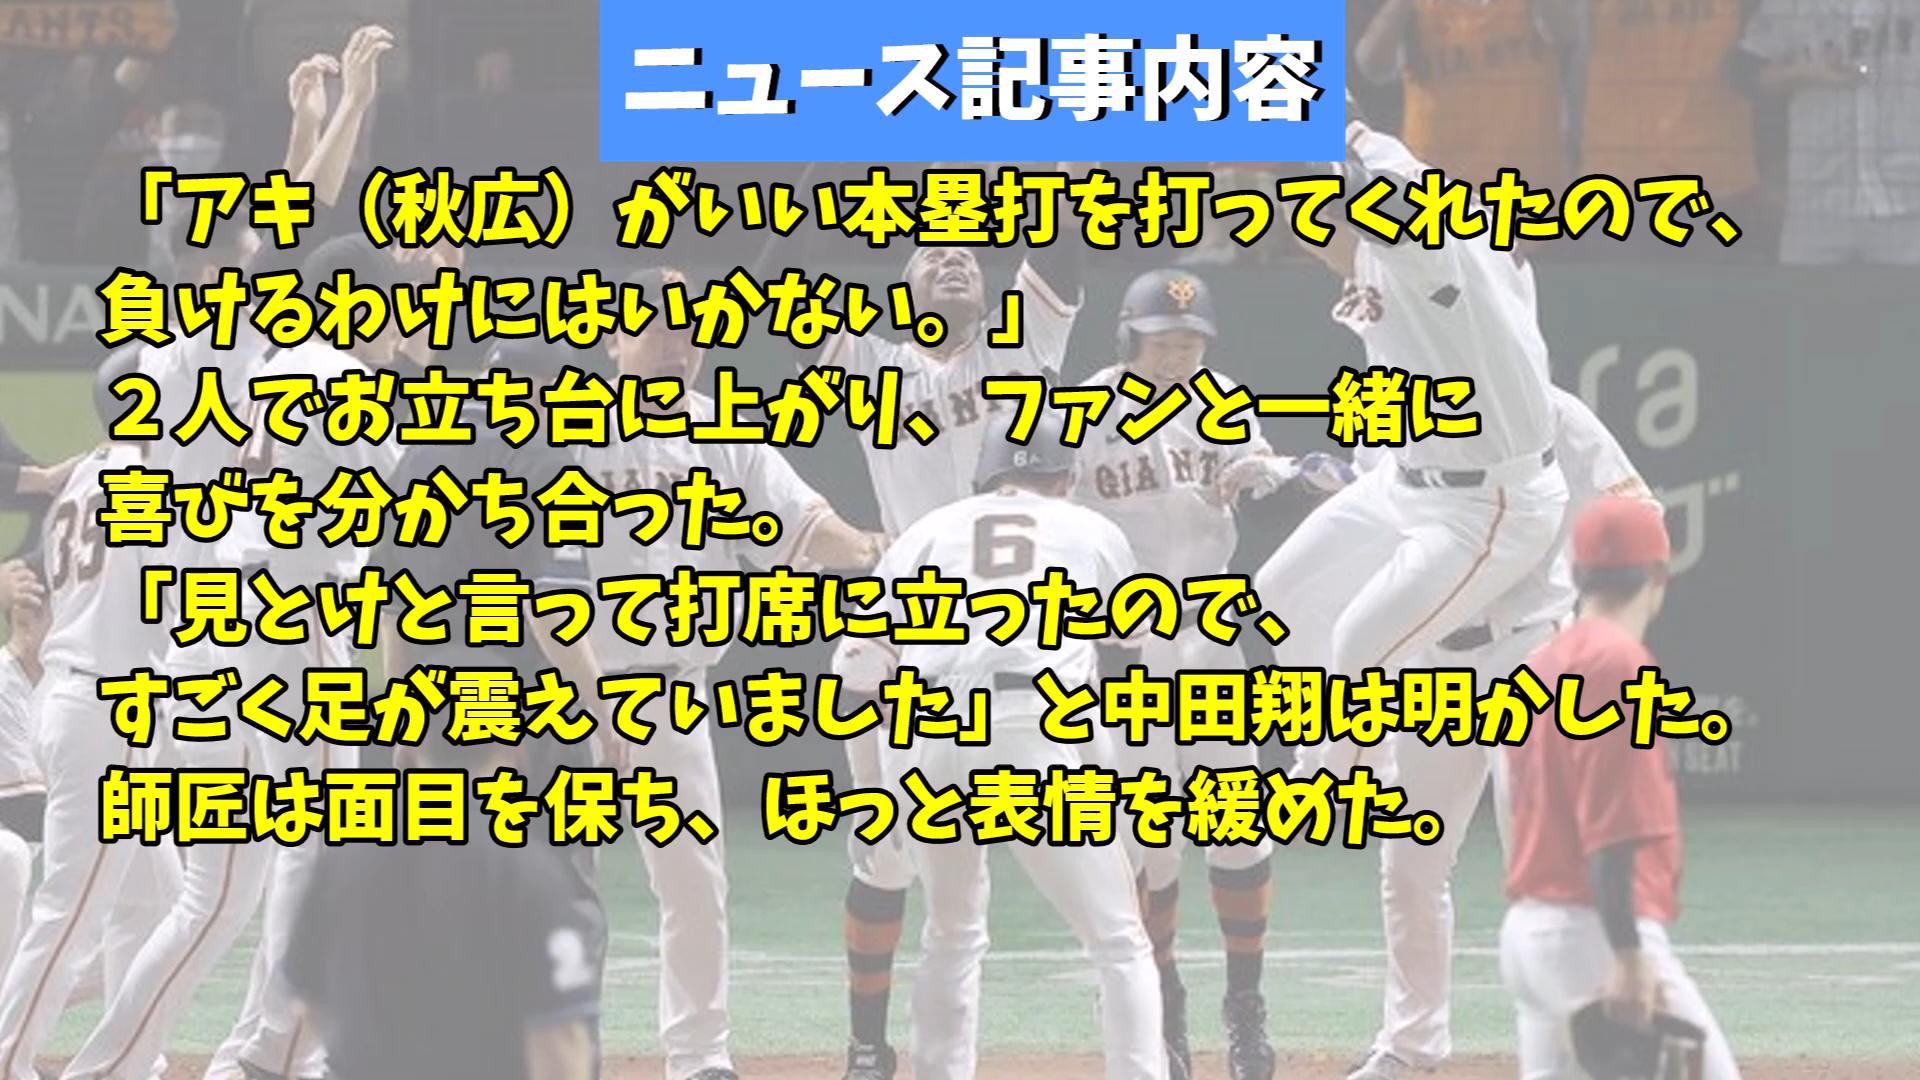 ニュース記事内容
「アキ（秋広）がいい本塁打を打ってくれたので、
負けるわけにはいかない。」
２人でお立ち台に上がり、ファンと一緒に
喜びを分かち合った。
「見とけと言って打席に立ったので、
すごく足が震えていました」と中田翔は明かした。
師匠は面目を保ち、ほっと表情を緩めた。
GIANTS
6
35
2
ra
SEAT